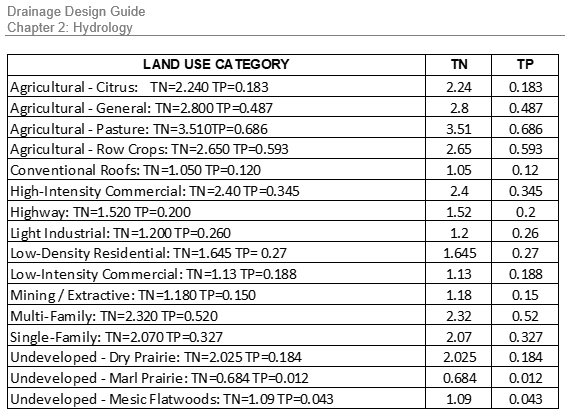 Drainage Design Guide
Chapter 2: Hydrology
LAND USE CATEGORY TN TP
Agricultural - Citrus: TN=2.240 TP=0.183 2.24 0.183
Agricultural - General: TN=2.800 TP=0.487 2.8 0.487
Agricultural - Pasture: TN=3.510TP=0.686 3.51 0.686
Agricultural - Row Crops: TN=2.650 TP=0.593 2.65 0.593
Conventional Roofs: TN=1.050 TP=0.120 1.05 0.12
High-Intensity Commercial: TN=2.40 TP=0.345 2.4 0.345
Highway: TN=1.520 TP=0.200 1.52 0.2
Light Industrial: TN=1.200 TP=0.260 1.2 0.26
Low-Density Residential: TN=1.645 TP= 0.27 1.645 0.27
Low-Intensity Commercial: TN=1.13 TP=0.188 1.13 0.188
Mining / Extractive: TN=1.180 TP=0.150 1.18 0.15
Multi-Family: TN=2.320 TP=0.520 2.32 0.52
Single-Family: TN=2.070 TP=0.327 2.07 0.327
Undeveloped - Dry Prairie: TN=2.025 TP=0.184 2.025 0.184
Undeveloped - Marl Prairie: TN=0.684 TP=0.012 0.684 0.012
Undeveloped - Mesic Flatwoods: TN=1.09 TP=0.043 1.09 0.043